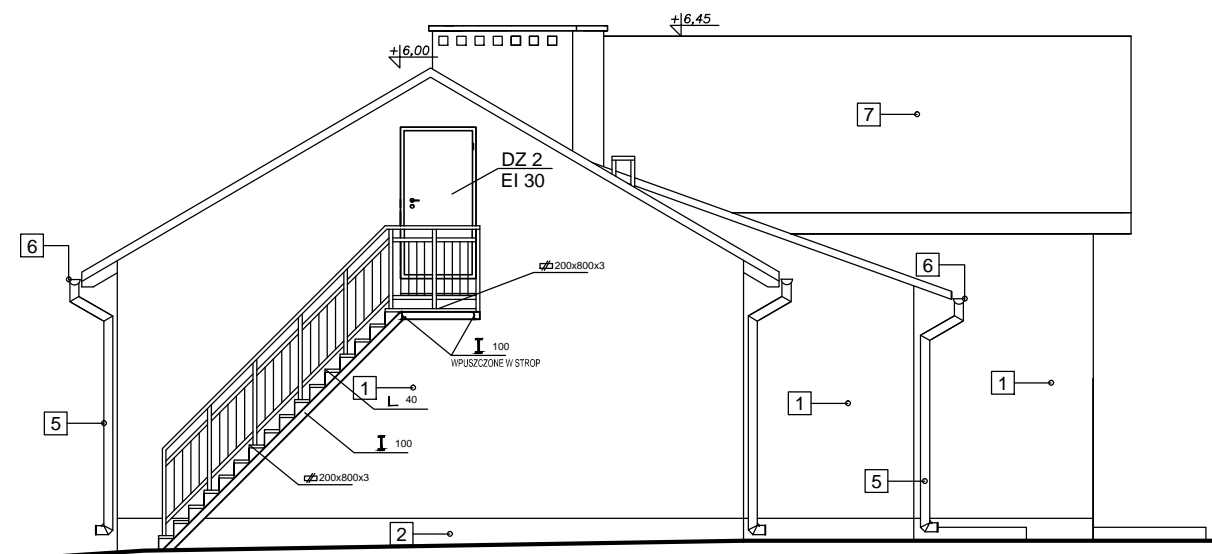 +6,45
+6,00
7
DZ 2
EI 30
6
200x800x3
6
I 100
WPUSZCZONE W STROP
1
L 40
1
1
5
I 100
200x800x3
5
2